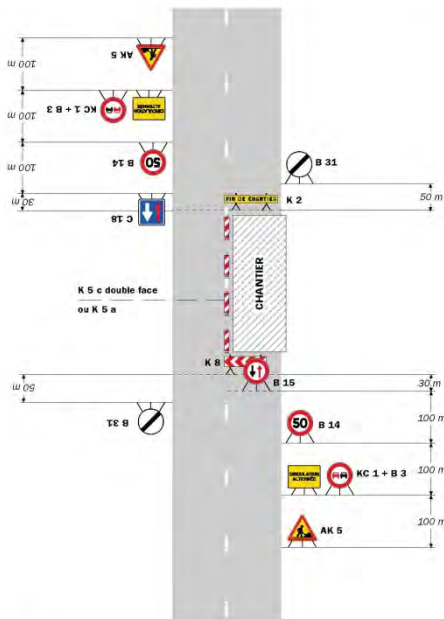 100 m
AK 5
100 m
KC 1 + B 3
CIRCULATION
ALTERNÉE
100 m
B 14
50
30 m
C 18
B 31
FIN DE CHANTIER
K 2
50 m
CHANTIER
K 5 c double face
ou K 5 a
K 8
B 15
50 m
B 31
30 m
50
B 14
100 m
CIRCULATION
ALTERNÉE
KC 1 + B 3
100 m
AK 5
100 m